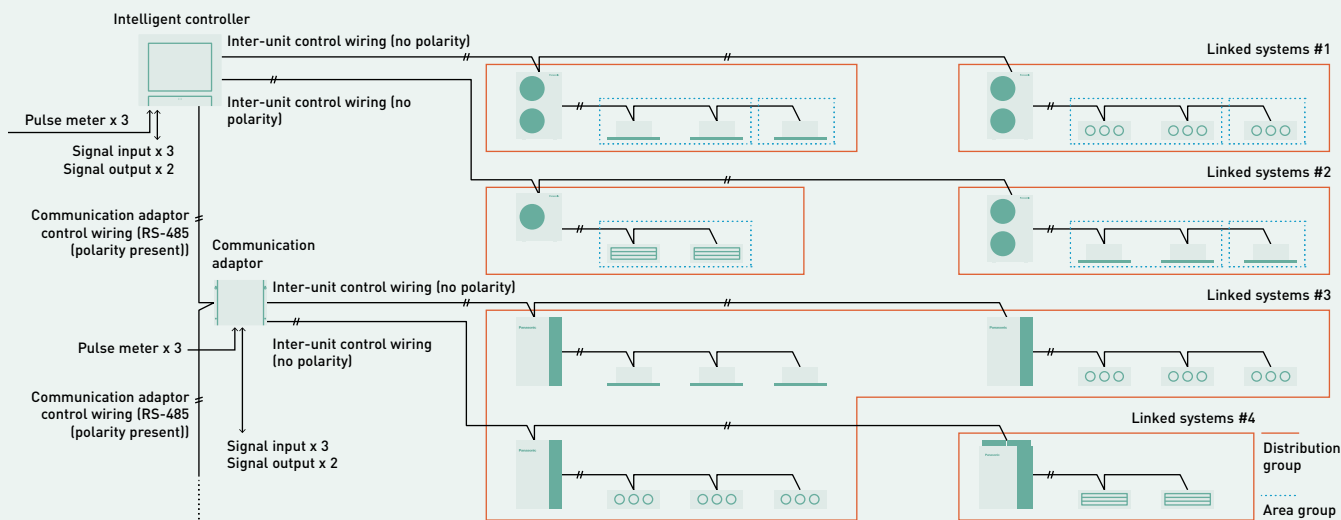 Intelligent controller
Inter-unit control wiring (no polarity)
Linked systems #1
Inter-unit control wiring (no
polarity)
Pulse meter x 3
Signal input x 3
Signal output x 2
Linked systems #2
Communication adaptor
control wiring (RS-485
(polarity present))
Communication
adaptor
Inter-unit control wiring (no polarity)
Linked systems #3
Panasonic
Panasonic
Pulse meter x 3
Inter-unit control wiring
(no polarity)
Communication adaptor
control wiring (RS-485
(polarity present))
Linked systems #4
Signal input x 3
Signal output x 2
Panasonic
Panasonic
Distribution
group
Area group